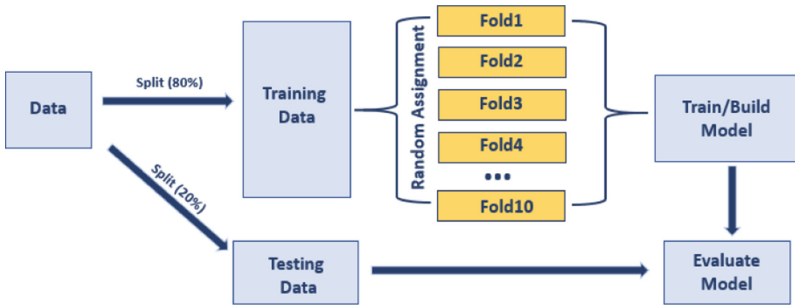 Data
Split (80%)
Split (20%)
Training
Data
Random Assignment
Fold1
Fold2
Fold3
Fold4
...
Fold10
Train/Build
Model
Testing
Data
Evaluate
Model